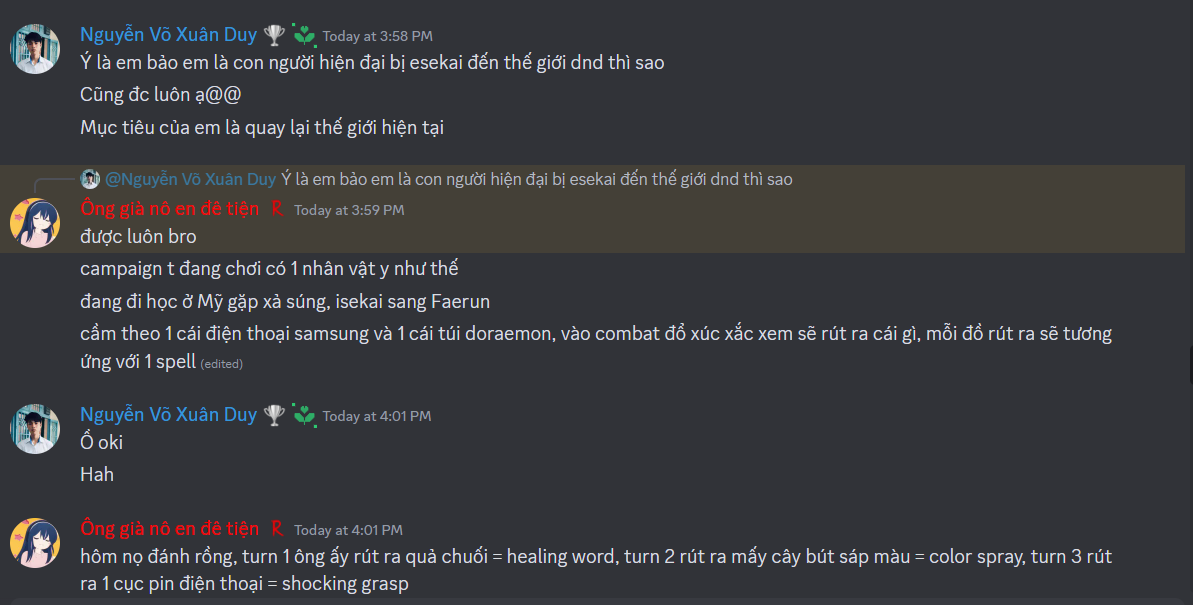 Nguyễn Võ Xuân Duy Today at 3:58 PM
Ý là em bảo em là con người hiện đại bị esekai đến thế giới dnd thì sao
Cũng đc luôn ạ@@
Mục tiêu của em là quay lại thế giới hiện tại
@Nguyễn Võ Xuân Duy Ý là em bảo em là con người hiện đại bị esekai đến thế giới dnd thì sao
Ông già nô en đê tiện R Today at 3:59 PM
được luôn bro
campaign t đang chơi có 1 nhân vật y như thế
đang đi học ở Mỹ gặp xả súng, isekai sang Faerun
cầm theo 1 cái điện thoại samsung và 1 cái túi doraemon, vào combat đổ xúc xắc xem sẽ rút ra cái gì, mỗi đồ rút ra sẽ tương
ứng với 1 spell (edited)
Nguyễn Võ Xuân Duy Today at 4:01 PM
Ồ oki
Hah
Ông già nô en đê tiện R Today at 4:01 PM
hôm nọ đánh rồng, turn 1 ông ấy rút ra quả chuối = healing word, turn 2 rút ra mấy cây bút sáp màu = color spray, turn 3 rút
ra 1 cục pin điện thoại = shocking grasp